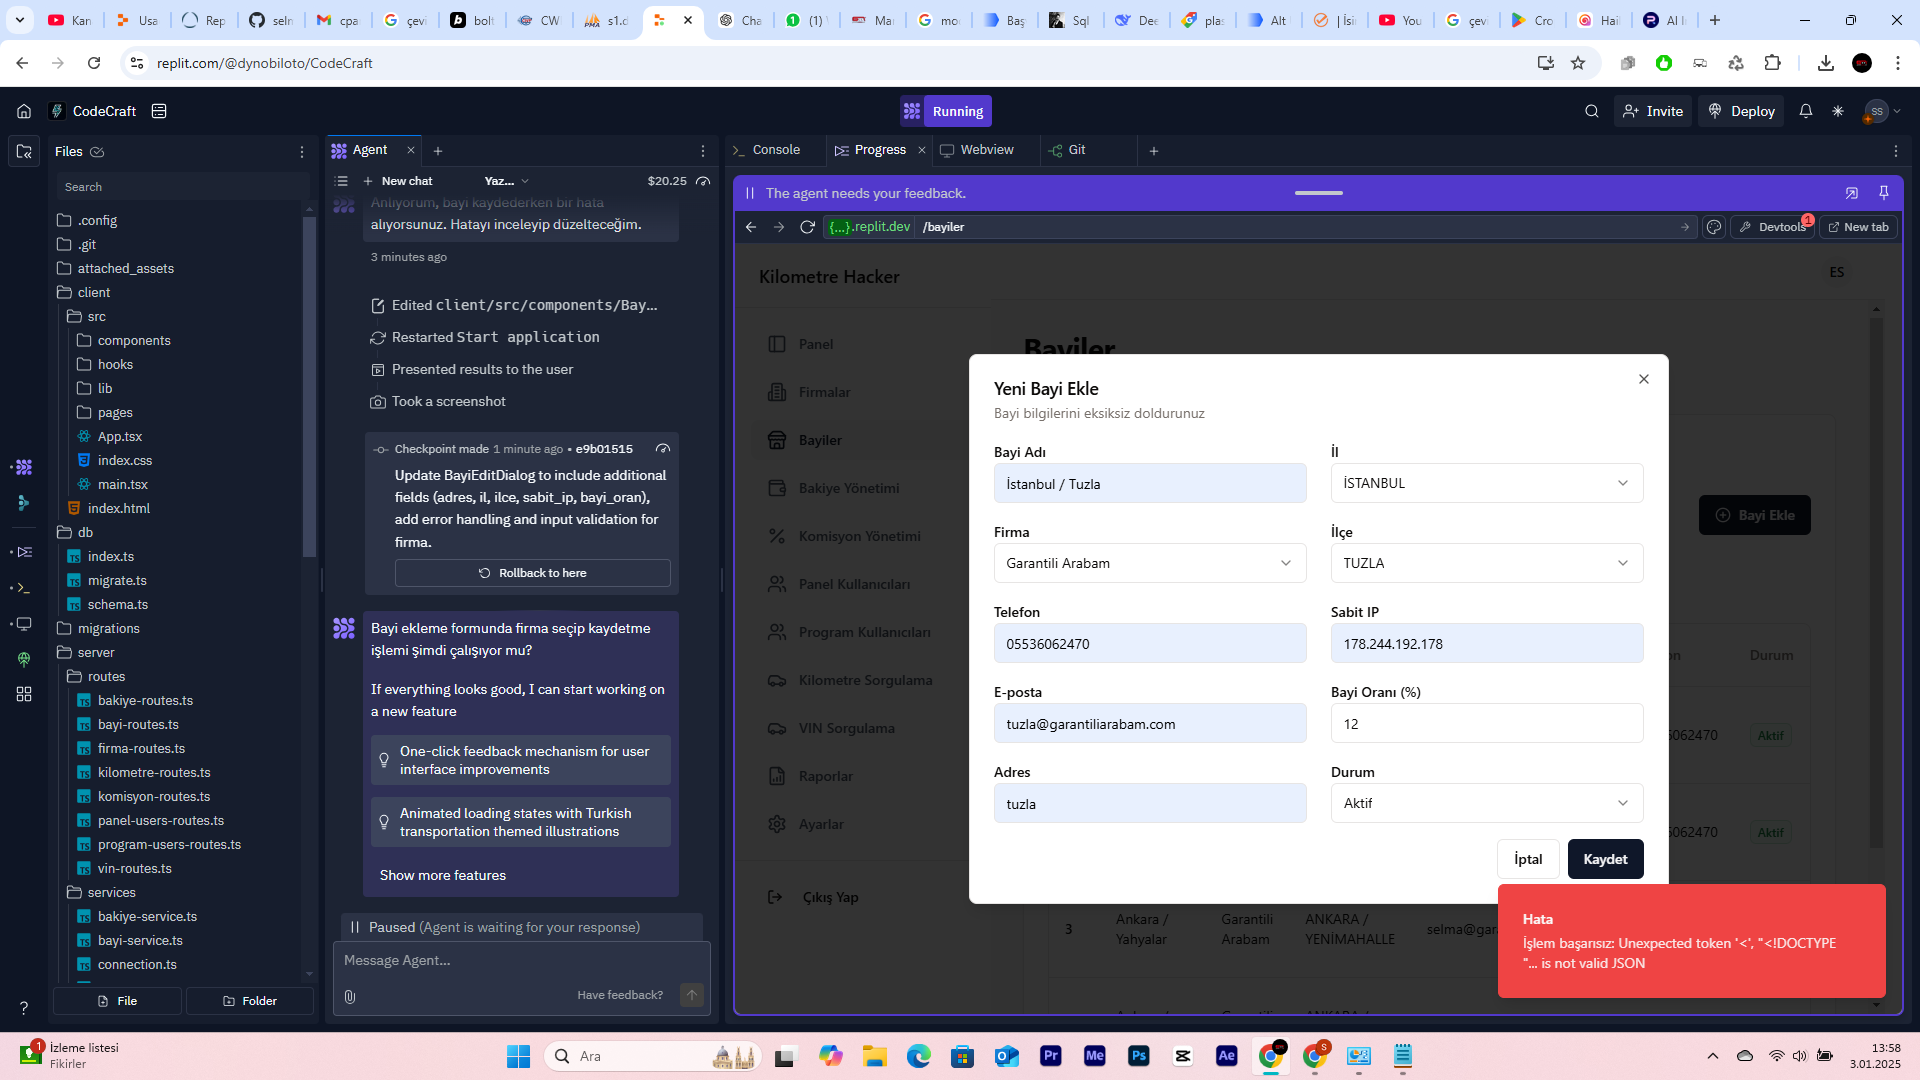 Kan
Usa
Rep
seln
cpa
çevi
bolt
CW
s1.d
Cha
(1)
Ma
moc
Baş
Sql
Dee
plas
Alt
| İsi
You
çevi
Cro
Hail
AI I
replit.com/@dynobiloto/CodeCraft
CodeCraft
Running
Invite
Deploy
SS
Files
Search
.config
.git
attached_assets
client
src
components
hooks
lib
pages
App.tsx
index.css
main.tsx
index.html
db
index.ts
migrate.ts
schema.ts
migrations
server
routes
bakiye-routes.ts
bayi-routes.ts
firma-routes.ts
kilometre-routes.ts
komisyon-routes.ts
panel-users-routes.ts
program-users-routes.ts
vin-routes.ts
services
bakiye-service.ts
bayi-service.ts
connection.ts
File
Folder
Agent
New chat
Yaz...
$20.25
Anlıyorum, bayi kaydederken bir hata
alıyorsunuz. Hatayı inceleyip düzelteceğim.
3 minutes ago
Edited client/src/components/Bay…
Restarted Start application
Presented results to the user
Took a screenshot
Checkpoint made 1 minute ago • e9b01515
Update BayiEditDialog to include additional
fields (adres, il, ilce, sabit_ip, bayi_oran),
add error handling and input validation for
firma.
Rollback to here
Bayi ekleme formunda firma seçip kaydetme
işlemi şimdi çalışıyor mu?
If everything looks good, I can start working on
a new feature
One-click feedback mechanism for user
interface improvements
Animated loading states with Turkish
transportation themed illustrations
Show more features
Paused (Agent is waiting for your response)
Message Agent...
Have feedback?
Console
Progress
Webview
Git
The agent needs your feedback.
{...}.replit.dev
/bayiler
Devtools
1
New tab
Kilometre Hacker
ES
Panel
Firmalar
Bayiler
Bakiye Yönetimi
Komisyon Yönetimi
Panel Kullanıcıları
Program Kullanıcıları
Kilometre Sorgulama
VIN Sorgulama
Raporlar
Ayarlar
Çıkış Yap
Bayiler
Bayi Ekle
on
Durum
6062470
Aktif
6062470
Aktif
3
Ankara /
Yahyalar
Garantili
Arabam
ANKARA /
YENİMAHALLE
selma@gar
Yeni Bayi Ekle
Bayi bilgilerini eksiksiz doldurunuz
Bayi Adı
İstanbul / Tuzla
İl
İSTANBUL
Firma
Garantili Arabam
İlçe
TUZLA
Telefon
05536062470
Sabit IP
178.244.192.178
E-posta
tuzla@garantiliarabam.com
Bayi Oranı (%)
12
Adres
tuzla
Durum
Aktif
İptal
Kaydet
Hata
İşlem başarısız: Unexpected token '<', "<!DOCTYPE
"... is not valid JSON
1
İzleme listesi
Fikirler
Ara
Pr
Me
Ps
Ae
S
13:58
3.01.2025